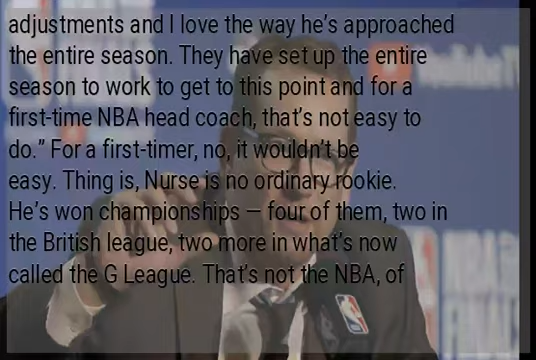 adjustments and I love the way he’s approached
the entire season. They have set up the entire
season to work to get to this point and for a
first-time NBA head coach, that’s not easy to
do.” For a first-timer, no, it wouldn’t be
easy. Thing is, Nurse is no ordinary rookie.
He’s won championships — four of them, two in
the British league, two more in what’s now
called the G League. That’s not the NBA, of
NBA
FINALS